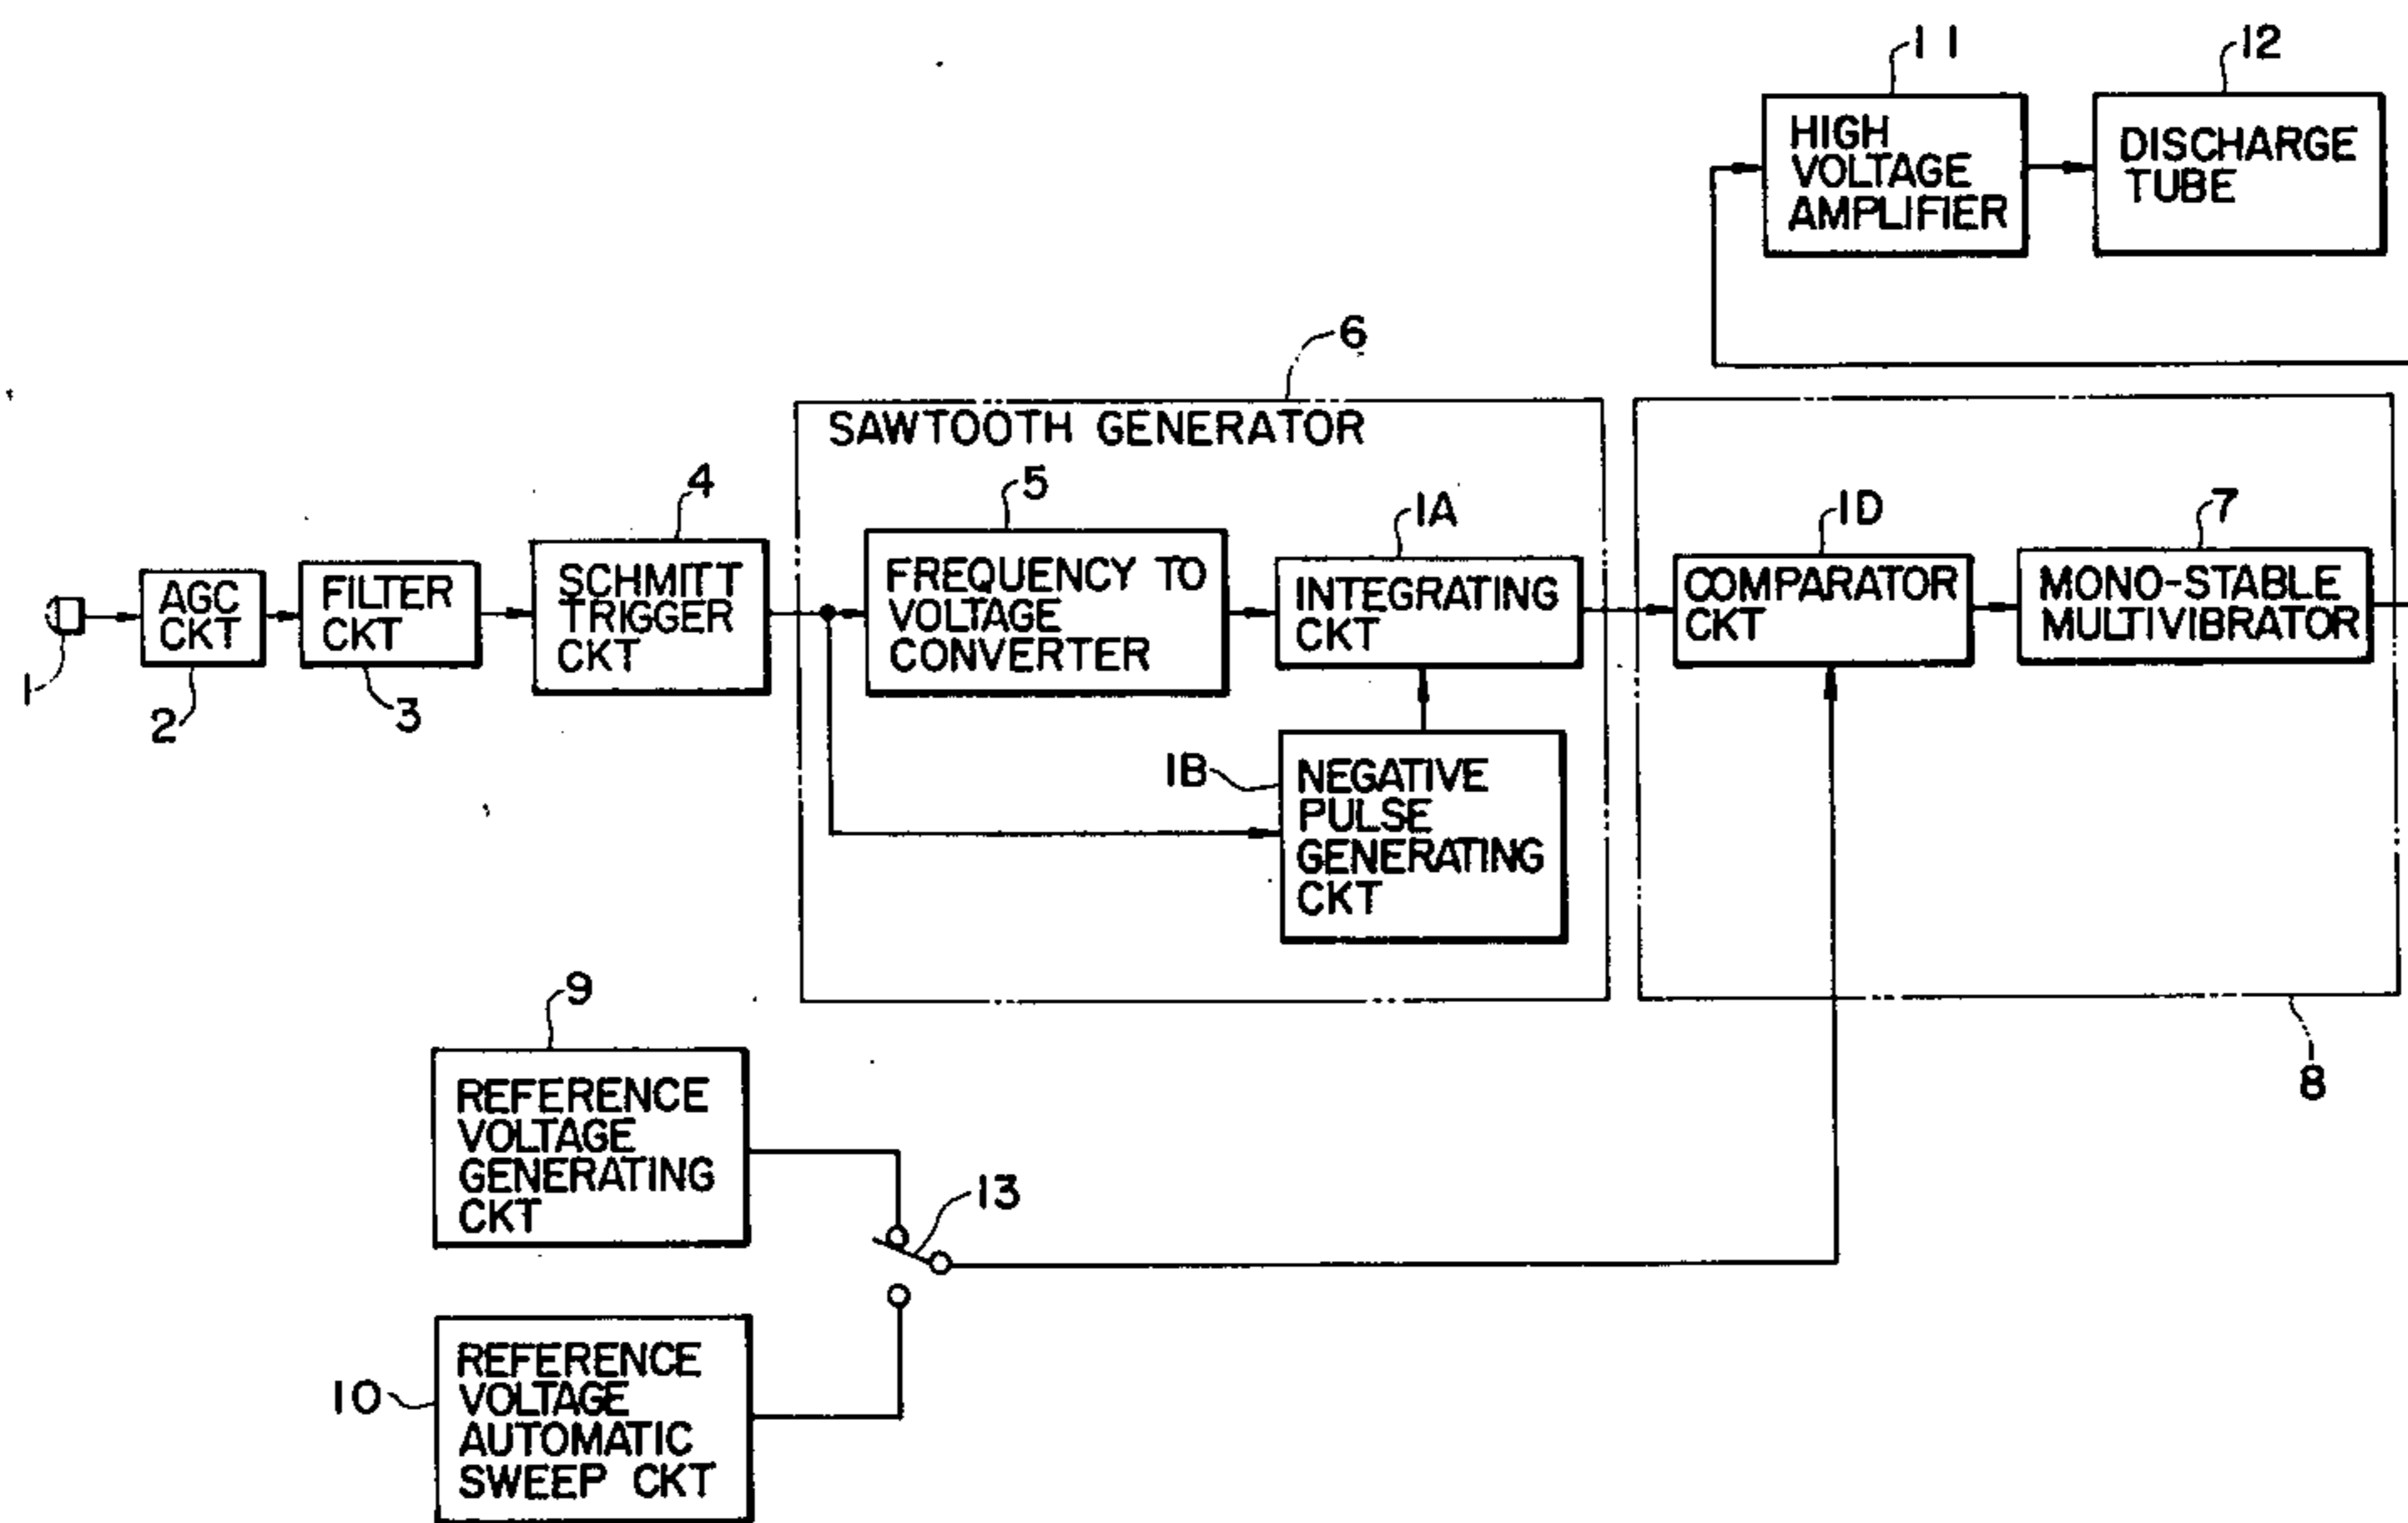 11
12
HIGH
VOLTAGE
AMPLIFIER
DISCHARGE
TUBE
6
SAWTOOTH GENERATOR
1
AGC
CKT
2
FILTER
CKT
3
4
SCHMITT
TRIGGER
CKT
5
FREQUENCY TO
VOLTAGE
CONVERTER
1A
INTEGRATING
CKT
1B
NEGATIVE
PULSE
GENERATING
CKT
1D
COMPARATOR
CKT
7
MONO-STABLE
MULTIVIBRATOR
8
9
REFERENCE
VOLTAGE
GENERATING
CKT
13
10
REFERENCE
VOLTAGE
AUTOMATIC
SWEEP CKT